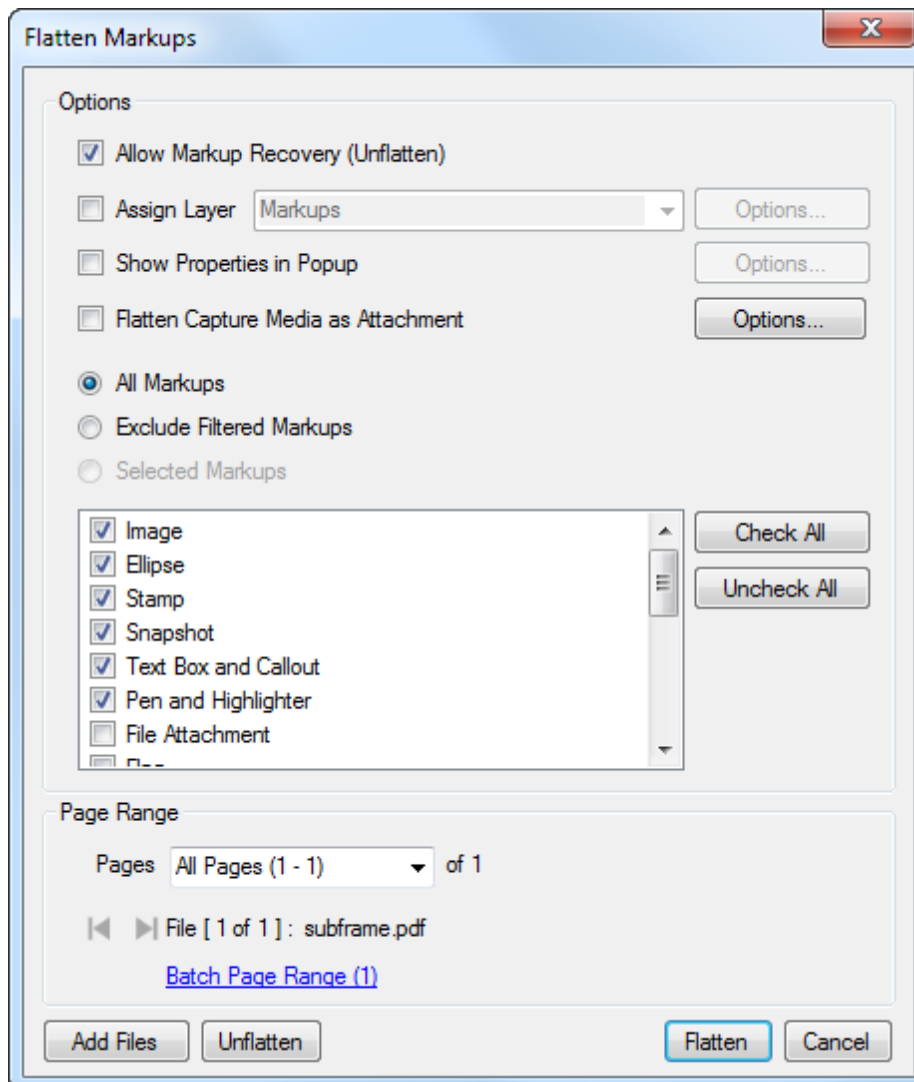 Flatten Markups
Options
Allow Markup Recovery (Unflatten)
Assign Layer Markups Options...
Show Properties in Popup Options...
Flatten Capture Media as Attachment Options...
All Markups
Exclude Filtered Markups
Selected Markups
Image Check All
Ellipse Uncheck All
Stamp
Snapshot
Text Box and Callout
Pen and Highlighter
File Attachment
Page Range
Pages All Pages (1 - 1) of 1
File [ 1 of 1 ] : subframe.pdf
Batch Page Range (1)
Add Files Unflatten Flatten Cancel